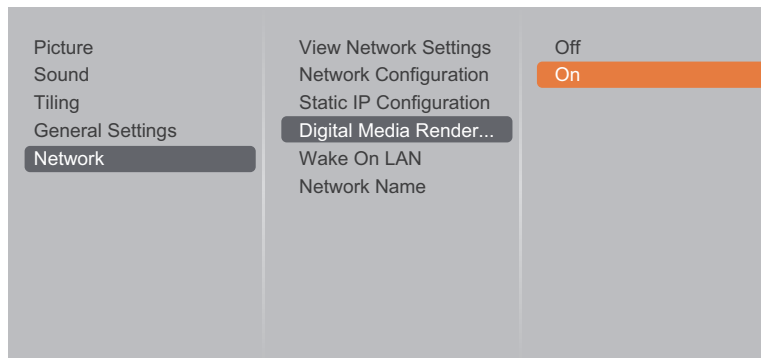 Picture
Sound
Tiling
General Settings
Network
View Network Settings
Network Configuration
Static IP Configuration
Digital Media Render...
Wake On LAN
Network Name
Off
On